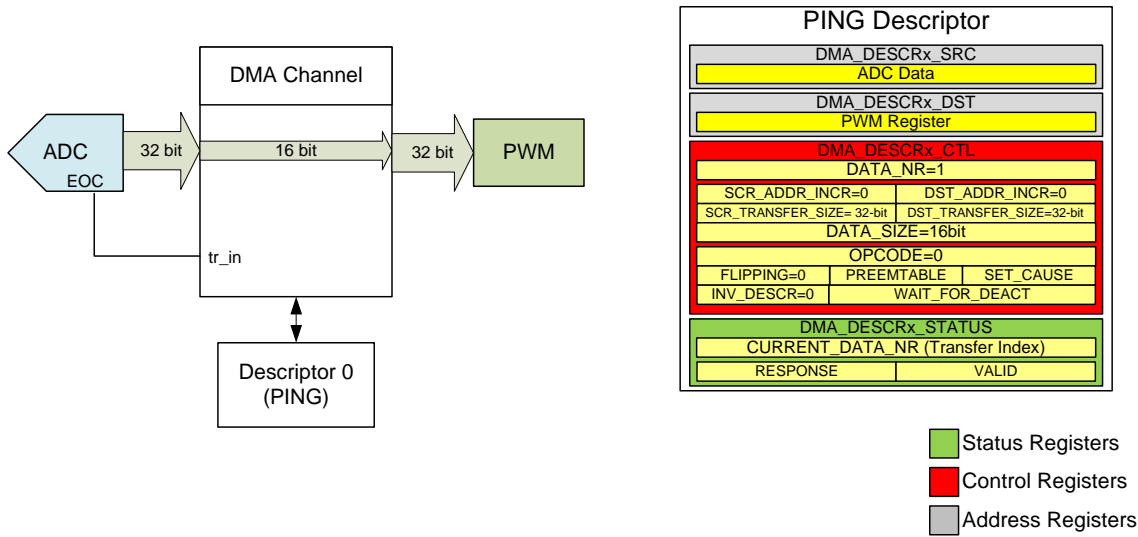 DMA Channel
ADC
EOC
32 bit
16 bit
32 bit
PWM
tr_in
Descriptor 0
(PING)
PING Descriptor
DMA_DESCRx_SRC
ADC Data
DMA_DESCRx_DST
PWM Register
DMA_DESCRx_CTL
DATA_NR=1
SCR_ADDR_INCR=0 DST_ADDR_INCR=0
SCR_TRANSFER_SIZE= 32-bit DST_TRANSFER_SIZE=32-bit
DATA_SIZE=16bit
OPCODE=0
FLIPPING=0 PREEMTABLE SET_CAUSE
INV_DESCR=0 WAIT_FOR_DEACT
DMA_DESCRx_STATUS
CURRENT_DATA_NR (Transfer Index)
RESPONSE VALID
Status Registers
Control Registers
Address Registers